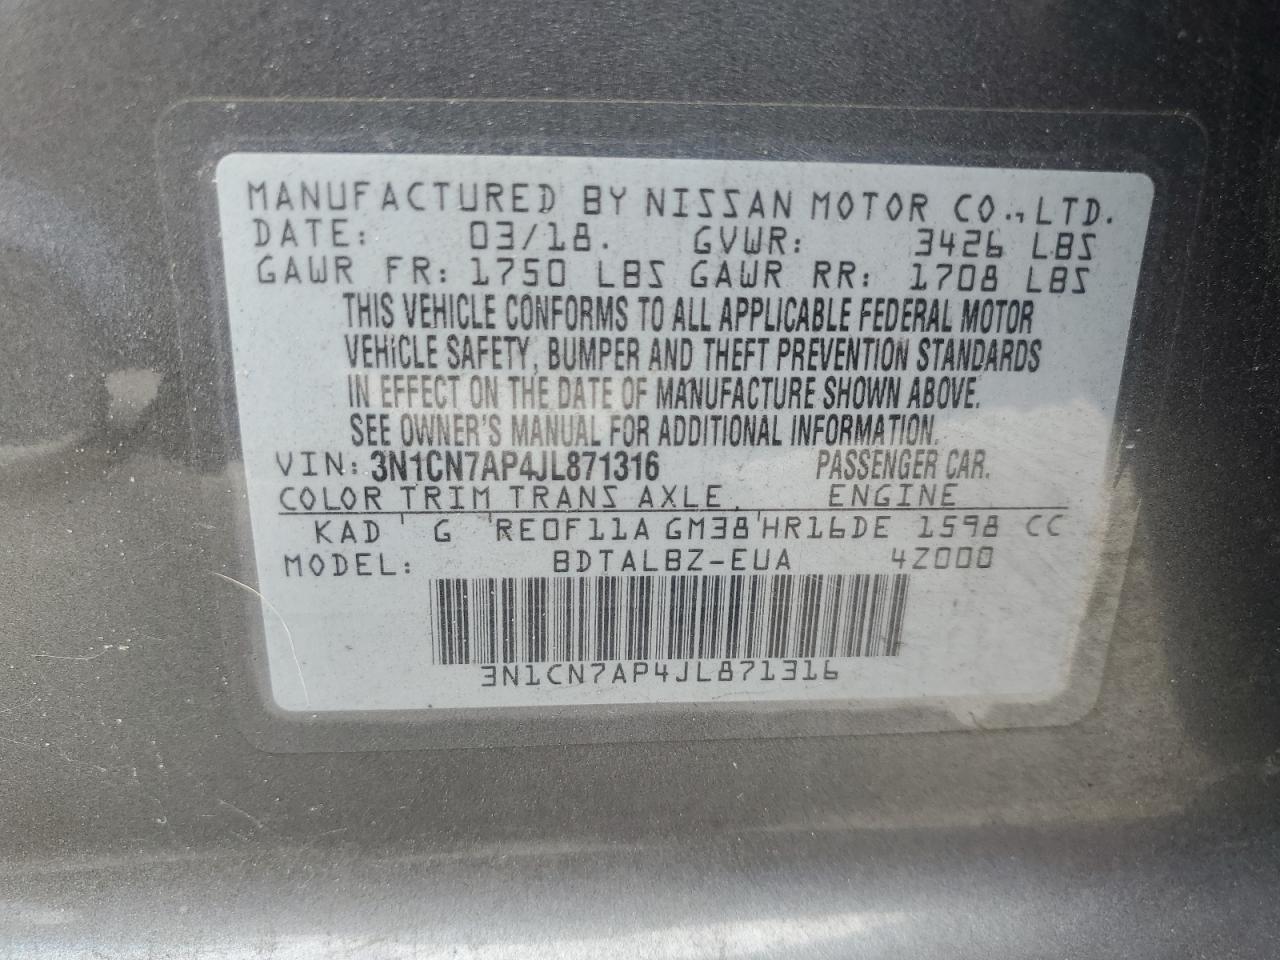 MANUFACTURED BY NISSAN MOTOR CO., LTD.
DATE: 03/18. GVWR: 3426 LBS
GAWR FR: 1750 LBS GAWR RR: 1708 LBS
THIS VEHICLE CONFORMS TO ALL APPLICABLE FEDERAL MOTOR
VEHICLE SAFETY, BUMPER AND THEFT PREVENTION STANDARDS
IN EFFECT ON THE DATE OF MANUFACTURE SHOWN ABOVE.
SEE OWNER'S MANUAL FOR ADDITIONAL INFORMATION.
VIN: 3N1CN7AP4JL871316 PASSENGER CAR.
COLOR TRIM TRANS AXLE ENGINE
KAD G RE0F11A GM38 HR16DE 1598 CC
MODEL: BDTALBZ-EUA 4Z000
3N1CN7AP4JL871316